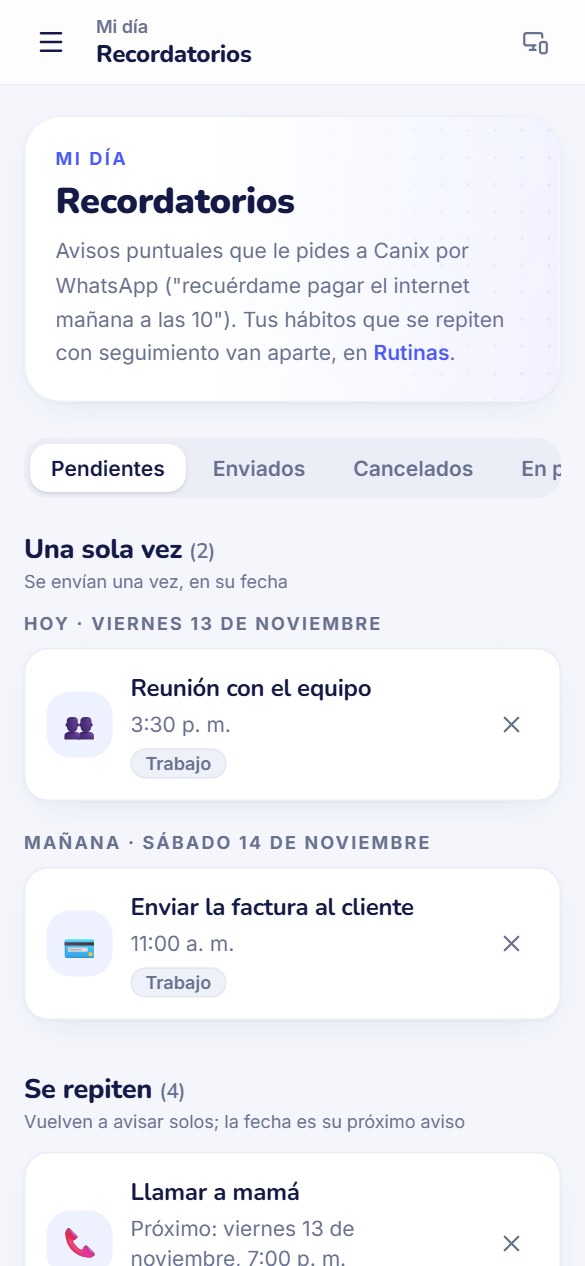 Mi día
Recordatorios
MI DÍA
Recordatorios
Avisos puntuales que le pides a Canix por
WhatsApp ("recuérdame pagar el internet
mañana a las 10"). Tus hábitos que se repiten
con seguimiento van aparte, en Rutinas.
Pendientes Enviados Cancelados En p
Una sola vez (2)
Se envían una vez, en su fecha
HOY · VIERNES 13 DE NOVIEMBRE
Reunión con el equipo
3:30 p. m.
Trabajo
MAÑANA · SÁBADO 14 DE NOVIEMBRE
Enviar la factura al cliente
11:00 a. m.
Trabajo
Se repiten (4)
Vuelven a avisar solos; la fecha es su próximo aviso
Llamar a mamá
Próximo: viernes 13 de
noviembre, 7:00 p. m.